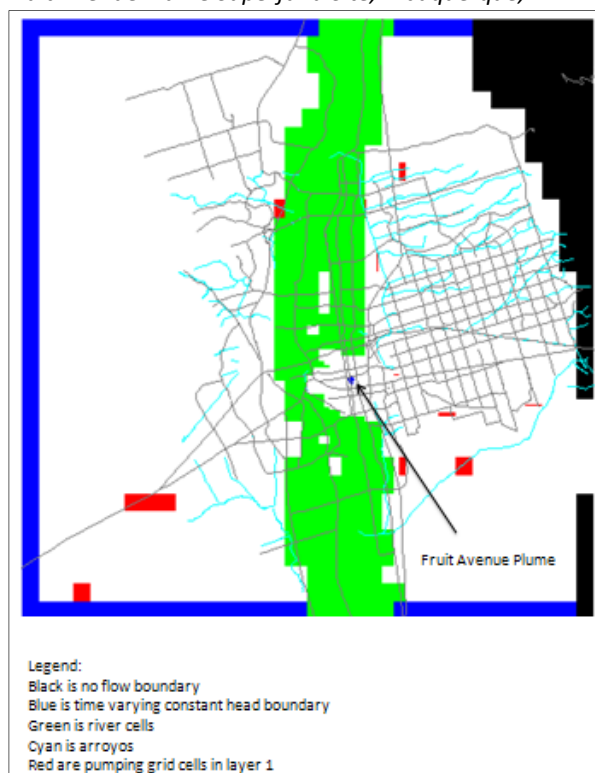 Fruit Avenue Plume
Legend:
Black is no flow boundary
Blue is time varying constant head boundary
Green is river cells
Cyan is arroyos
Red are pumping grid cells in layer 1